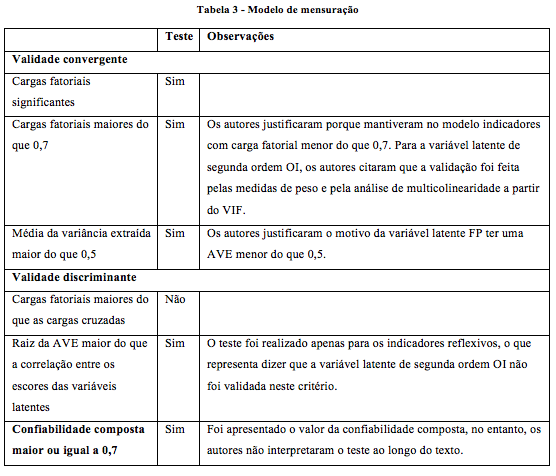 Tabela 3 - Modelo de mensuração
Teste Observações
Validade convergente
Cargas fatoriais
significantes
Sim
Cargas fatoriais maiores do
que 0,7
Sim
Os autores justificaram porque mantiveram no modelo indicadores
com carga fatorial menor do que 0,7. Para a variável latente de
segunda ordem OI, os autores citaram que a validação foi feita
pelas medidas de peso e pela análise de multicolinearidade a partir
do VIF.
Média da variância extraída
maior do que 0,5
Sim
Os autores justificaram o motivo da variável latente FP ter uma
AVE menor do que 0,5.
Validade discriminante
Cargas fatoriais maiores do
que as cargas cruzadas
Não
Raiz da AVE maior do que
a correlação entre os
escores das variáveis
latentes
Sim
O teste foi realizado apenas para os indicadores reflexivos, o que
representa dizer que a variável latente de segunda ordem OI não
foi validada neste critério.
Confiabilidade composta
maior ou igual a 0,7
Sim
Foi apresentado o valor da confiabilidade composta, no entanto, os
autores não interpretaram o teste ao longo do texto.